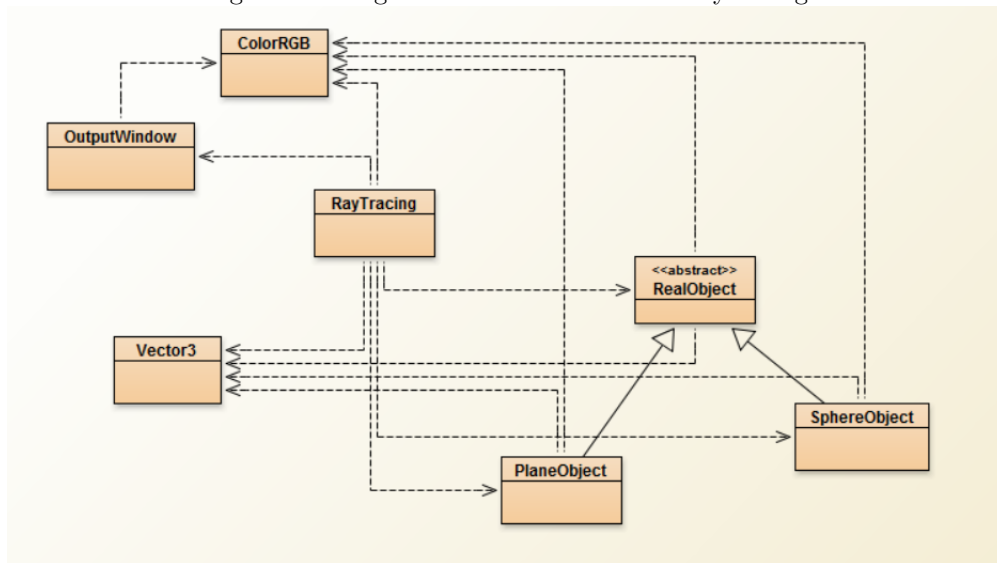 ColorRGB
OutputWindow
RayTracing
<<abstract>>
RealObject
Vector3
SphereObject
PlaneObject